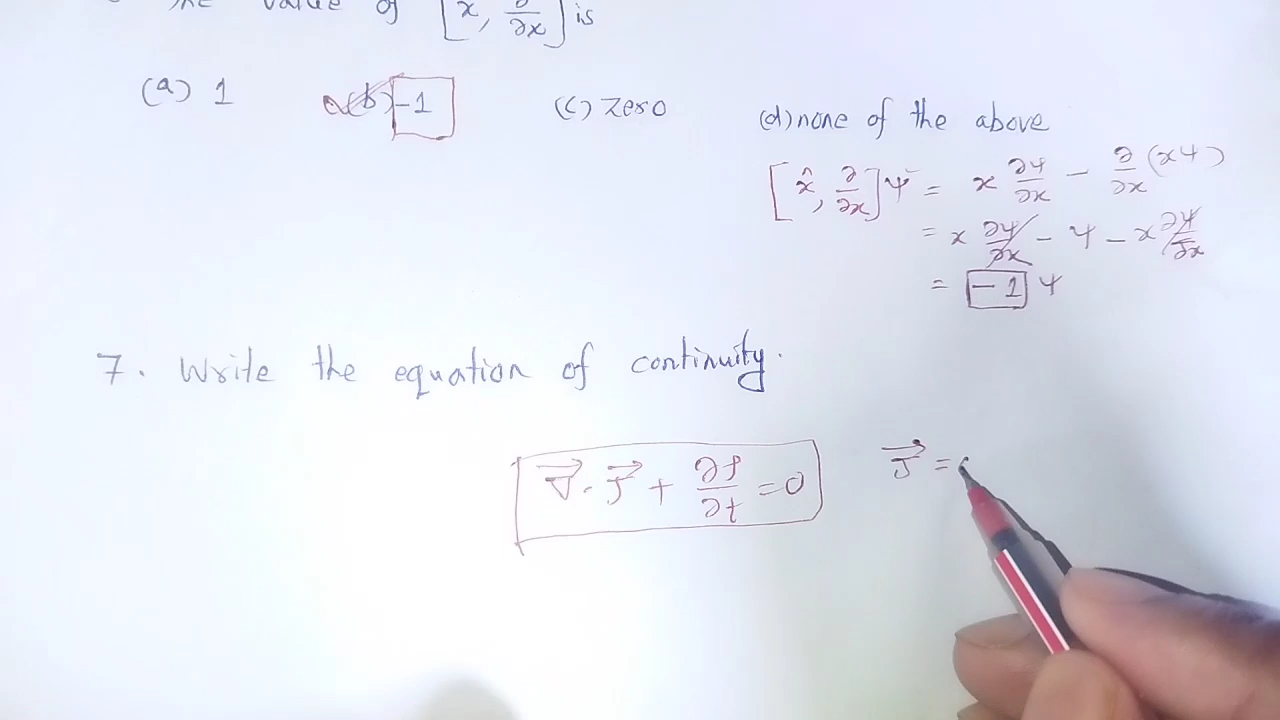 The value of [x, ∂/∂x] is
(a) 1 (b) -1 (c) zero (d) none of the above
[x̂, ∂/∂x]ψ = x ∂ψ/∂x - ∂/∂x (xψ)
= x ∂ψ/∂x - ψ - x ∂ψ/∂x
= -1 ψ
7. Write the equation of continuity.
∇⃗ · J⃗ + ∂ρ/∂t = 0
J⃗ =